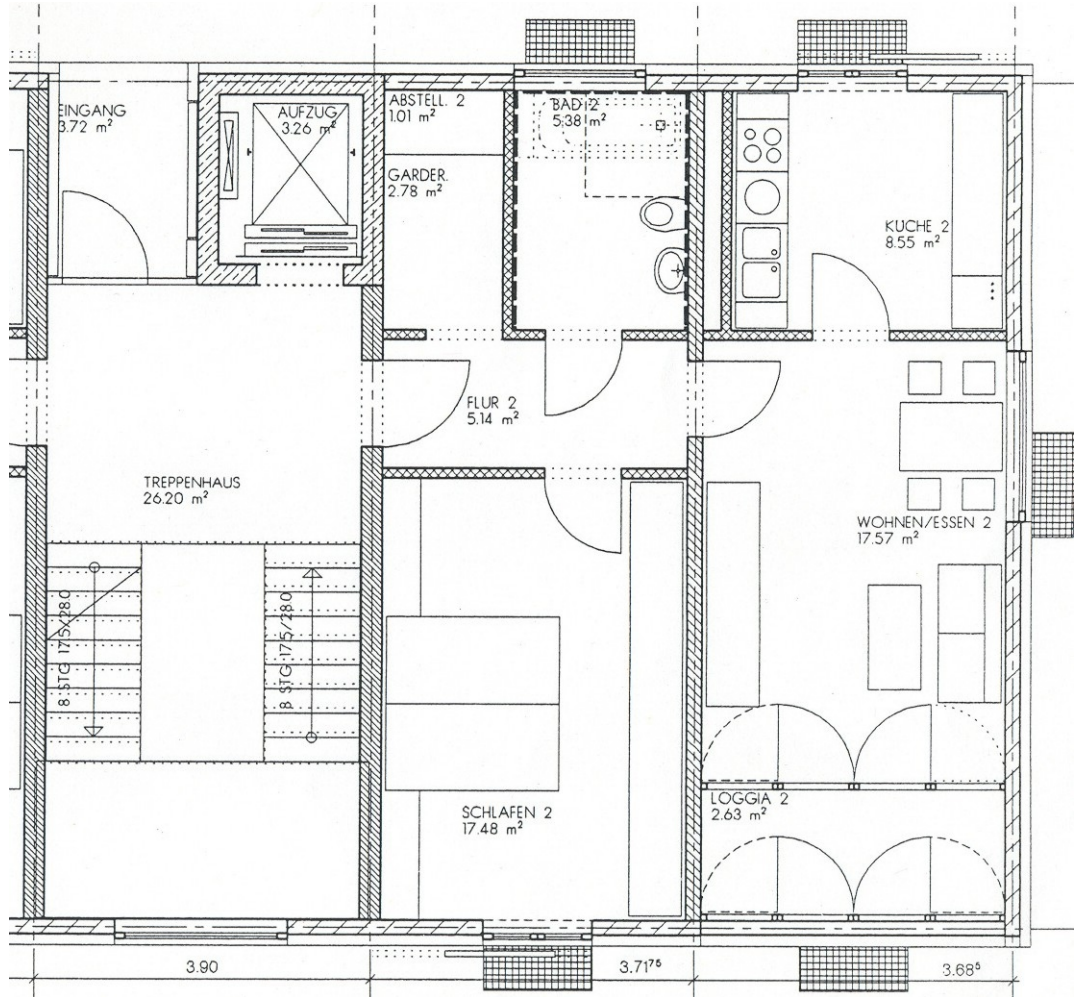 EINGANG
3.72 m²
AUFZUG
3.26 m²
ABSTELL. 2
1.01 m²
BAD 2
5.38 m²
GARDER.
2.78 m²
KÜCHE 2
8.55 m²
FLUR 2
5.14 m²
TREPPENHAUS
26.20 m²
WOHNEN/ESSEN 2
17.57 m²
8 STG 17.5/28.0
8 STG 17.5/28.0
SCHLAFEN 2
17.48 m²
LOGGIA 2
2.63 m²
3.90
3.71⁷⁵
3.68⁵